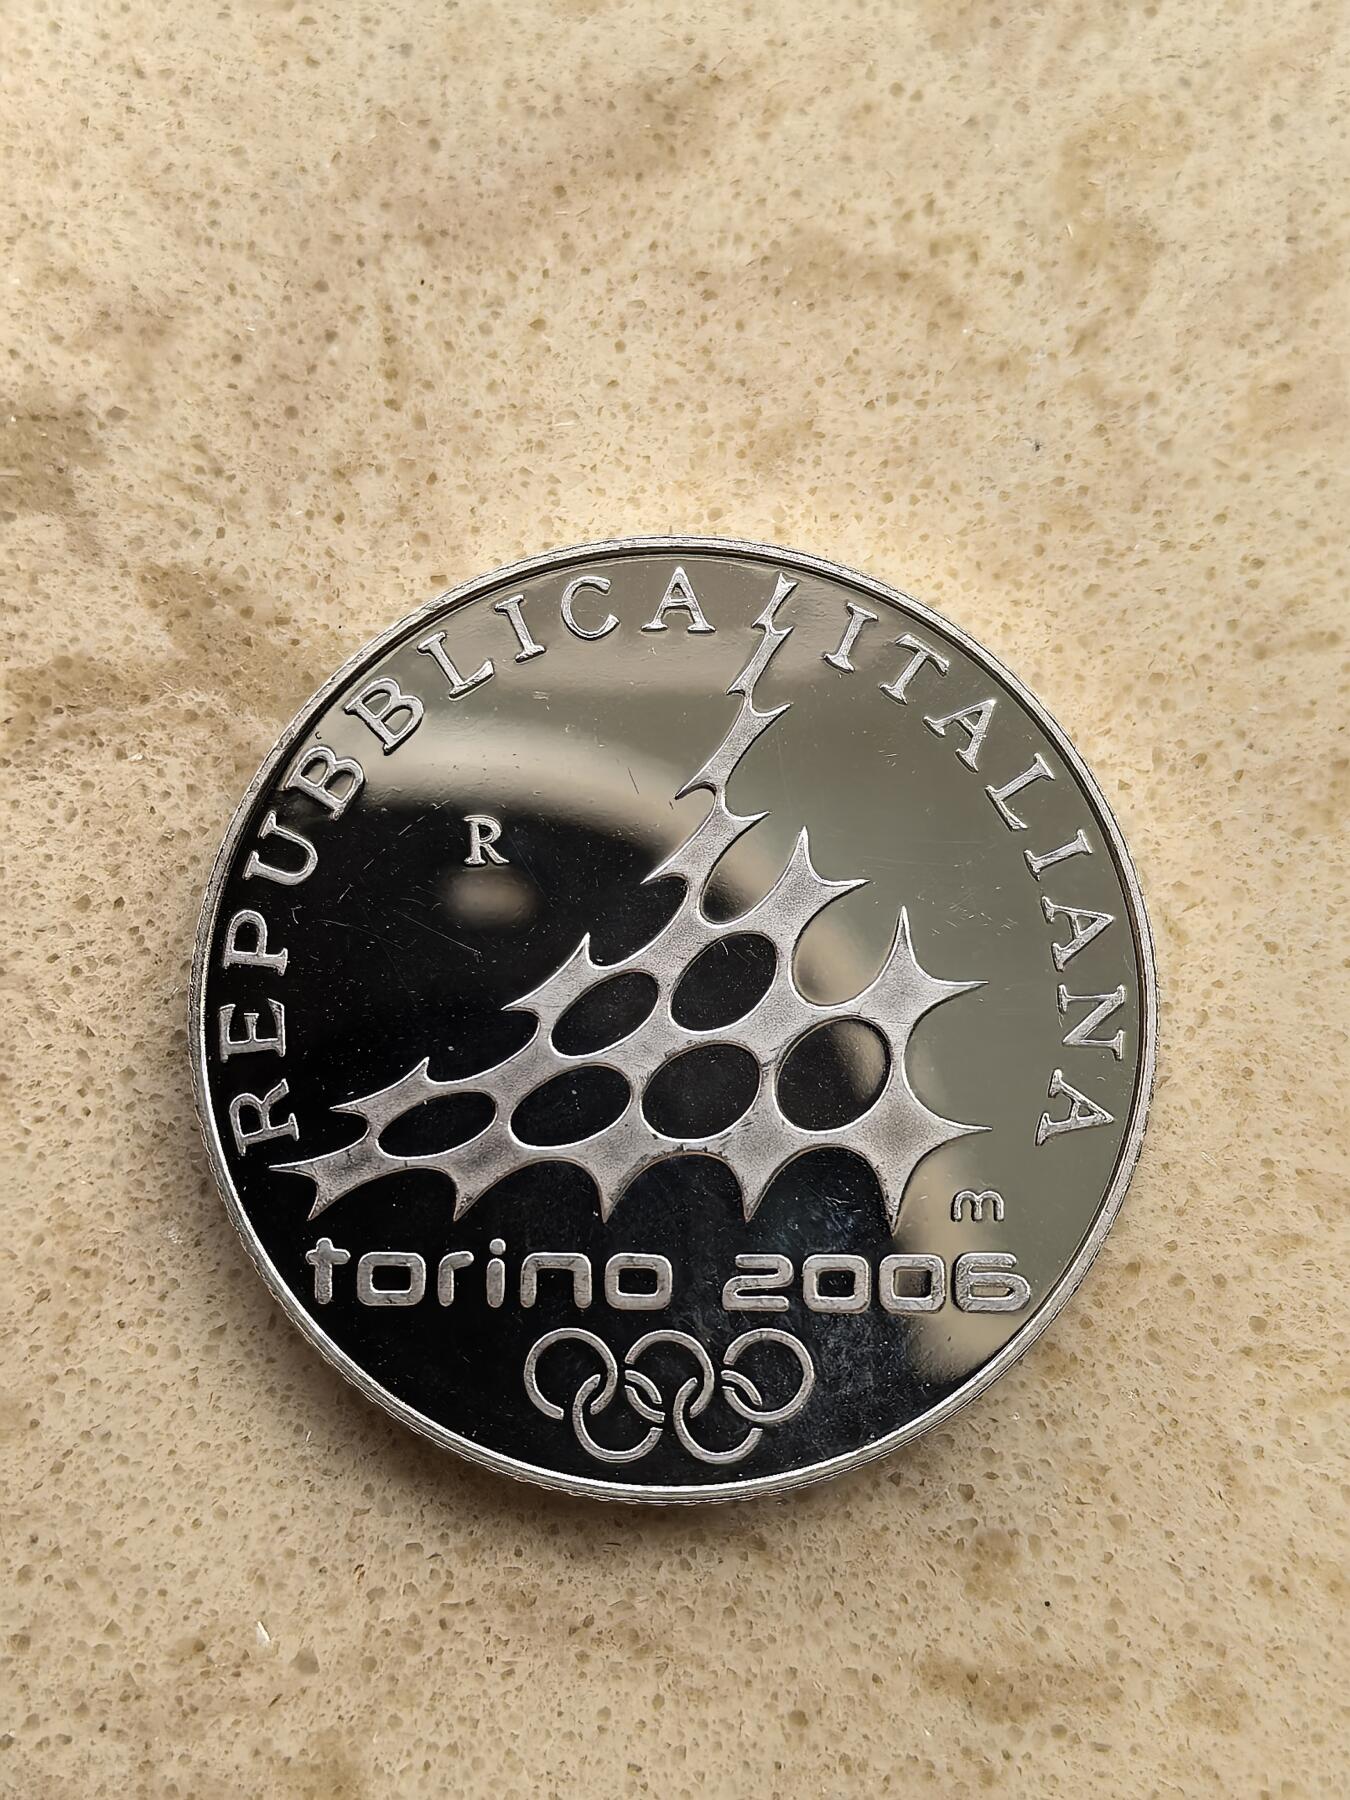 REPUBBLICA ITALIANA
R
m
torino 2006